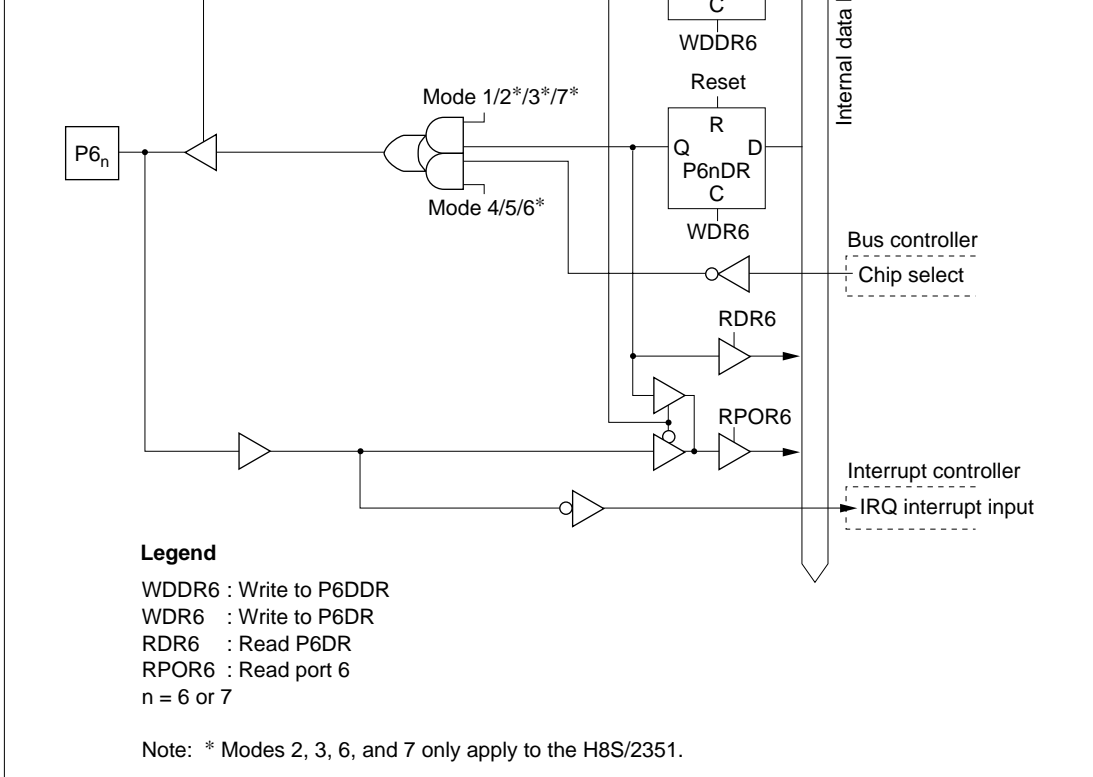 C
WDDR6
Internal data
Reset
Mode 1/2*/3*/7*
R
P6n
Q D
P6nDR
C
Mode 4/5/6*
WDR6
Bus controller
Chip select
RDR6
RPOR6
Interrupt controller
IRQ interrupt input
Legend
WDDR6 : Write to P6DDR
WDR6 : Write to P6DR
RDR6 : Read P6DR
RPOR6 : Read port 6
n = 6 or 7
Note: * Modes 2, 3, 6, and 7 only apply to the H8S/2351.